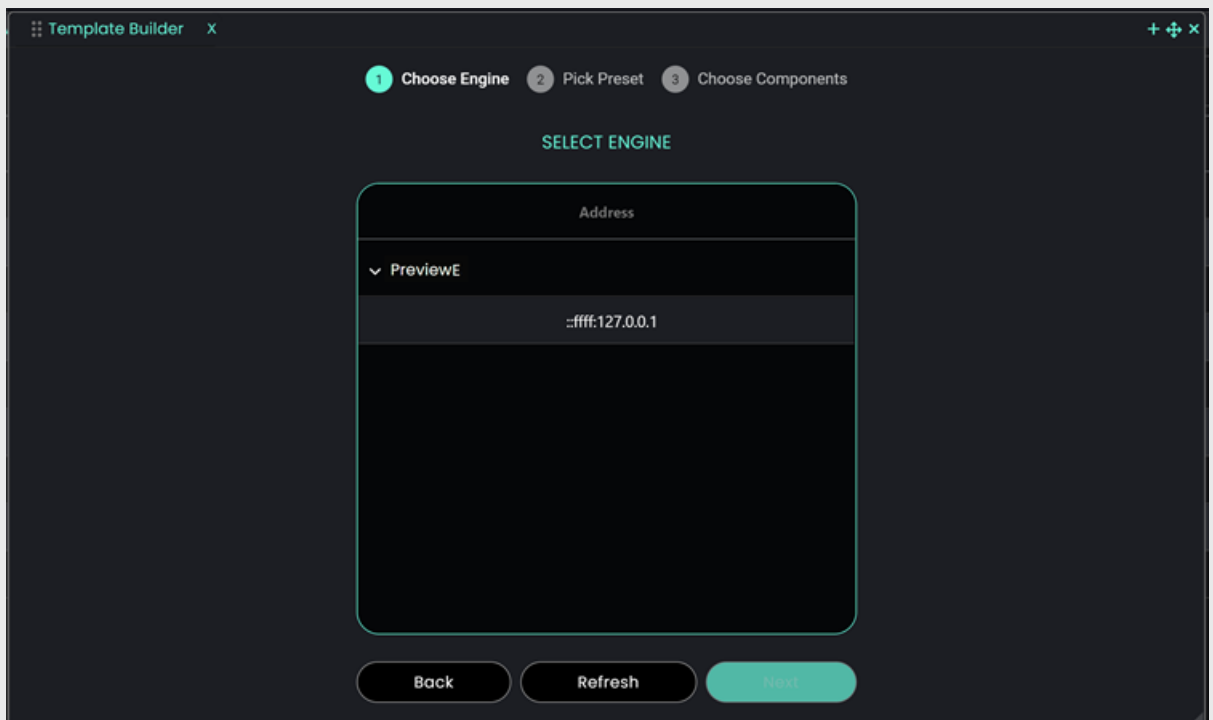 Template Builder X
1 Choose Engine 2 Pick Preset 3 Choose Components
SELECT ENGINE
Address
PreviewE
::ffff:127.0.0.1
Back Refresh Next